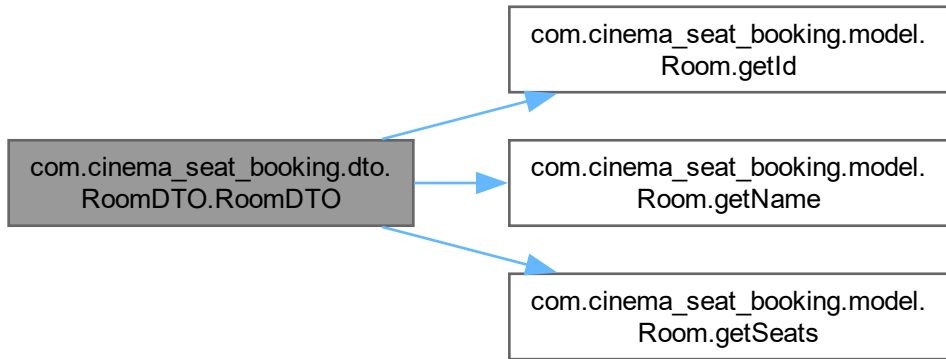 com.cinema_seat_booking.model.
Room.getId
com.cinema_seat_booking.dto.
RoomDTO.RoomDTO
com.cinema_seat_booking.model.
Room.getName
com.cinema_seat_booking.model.
Room.getSeats